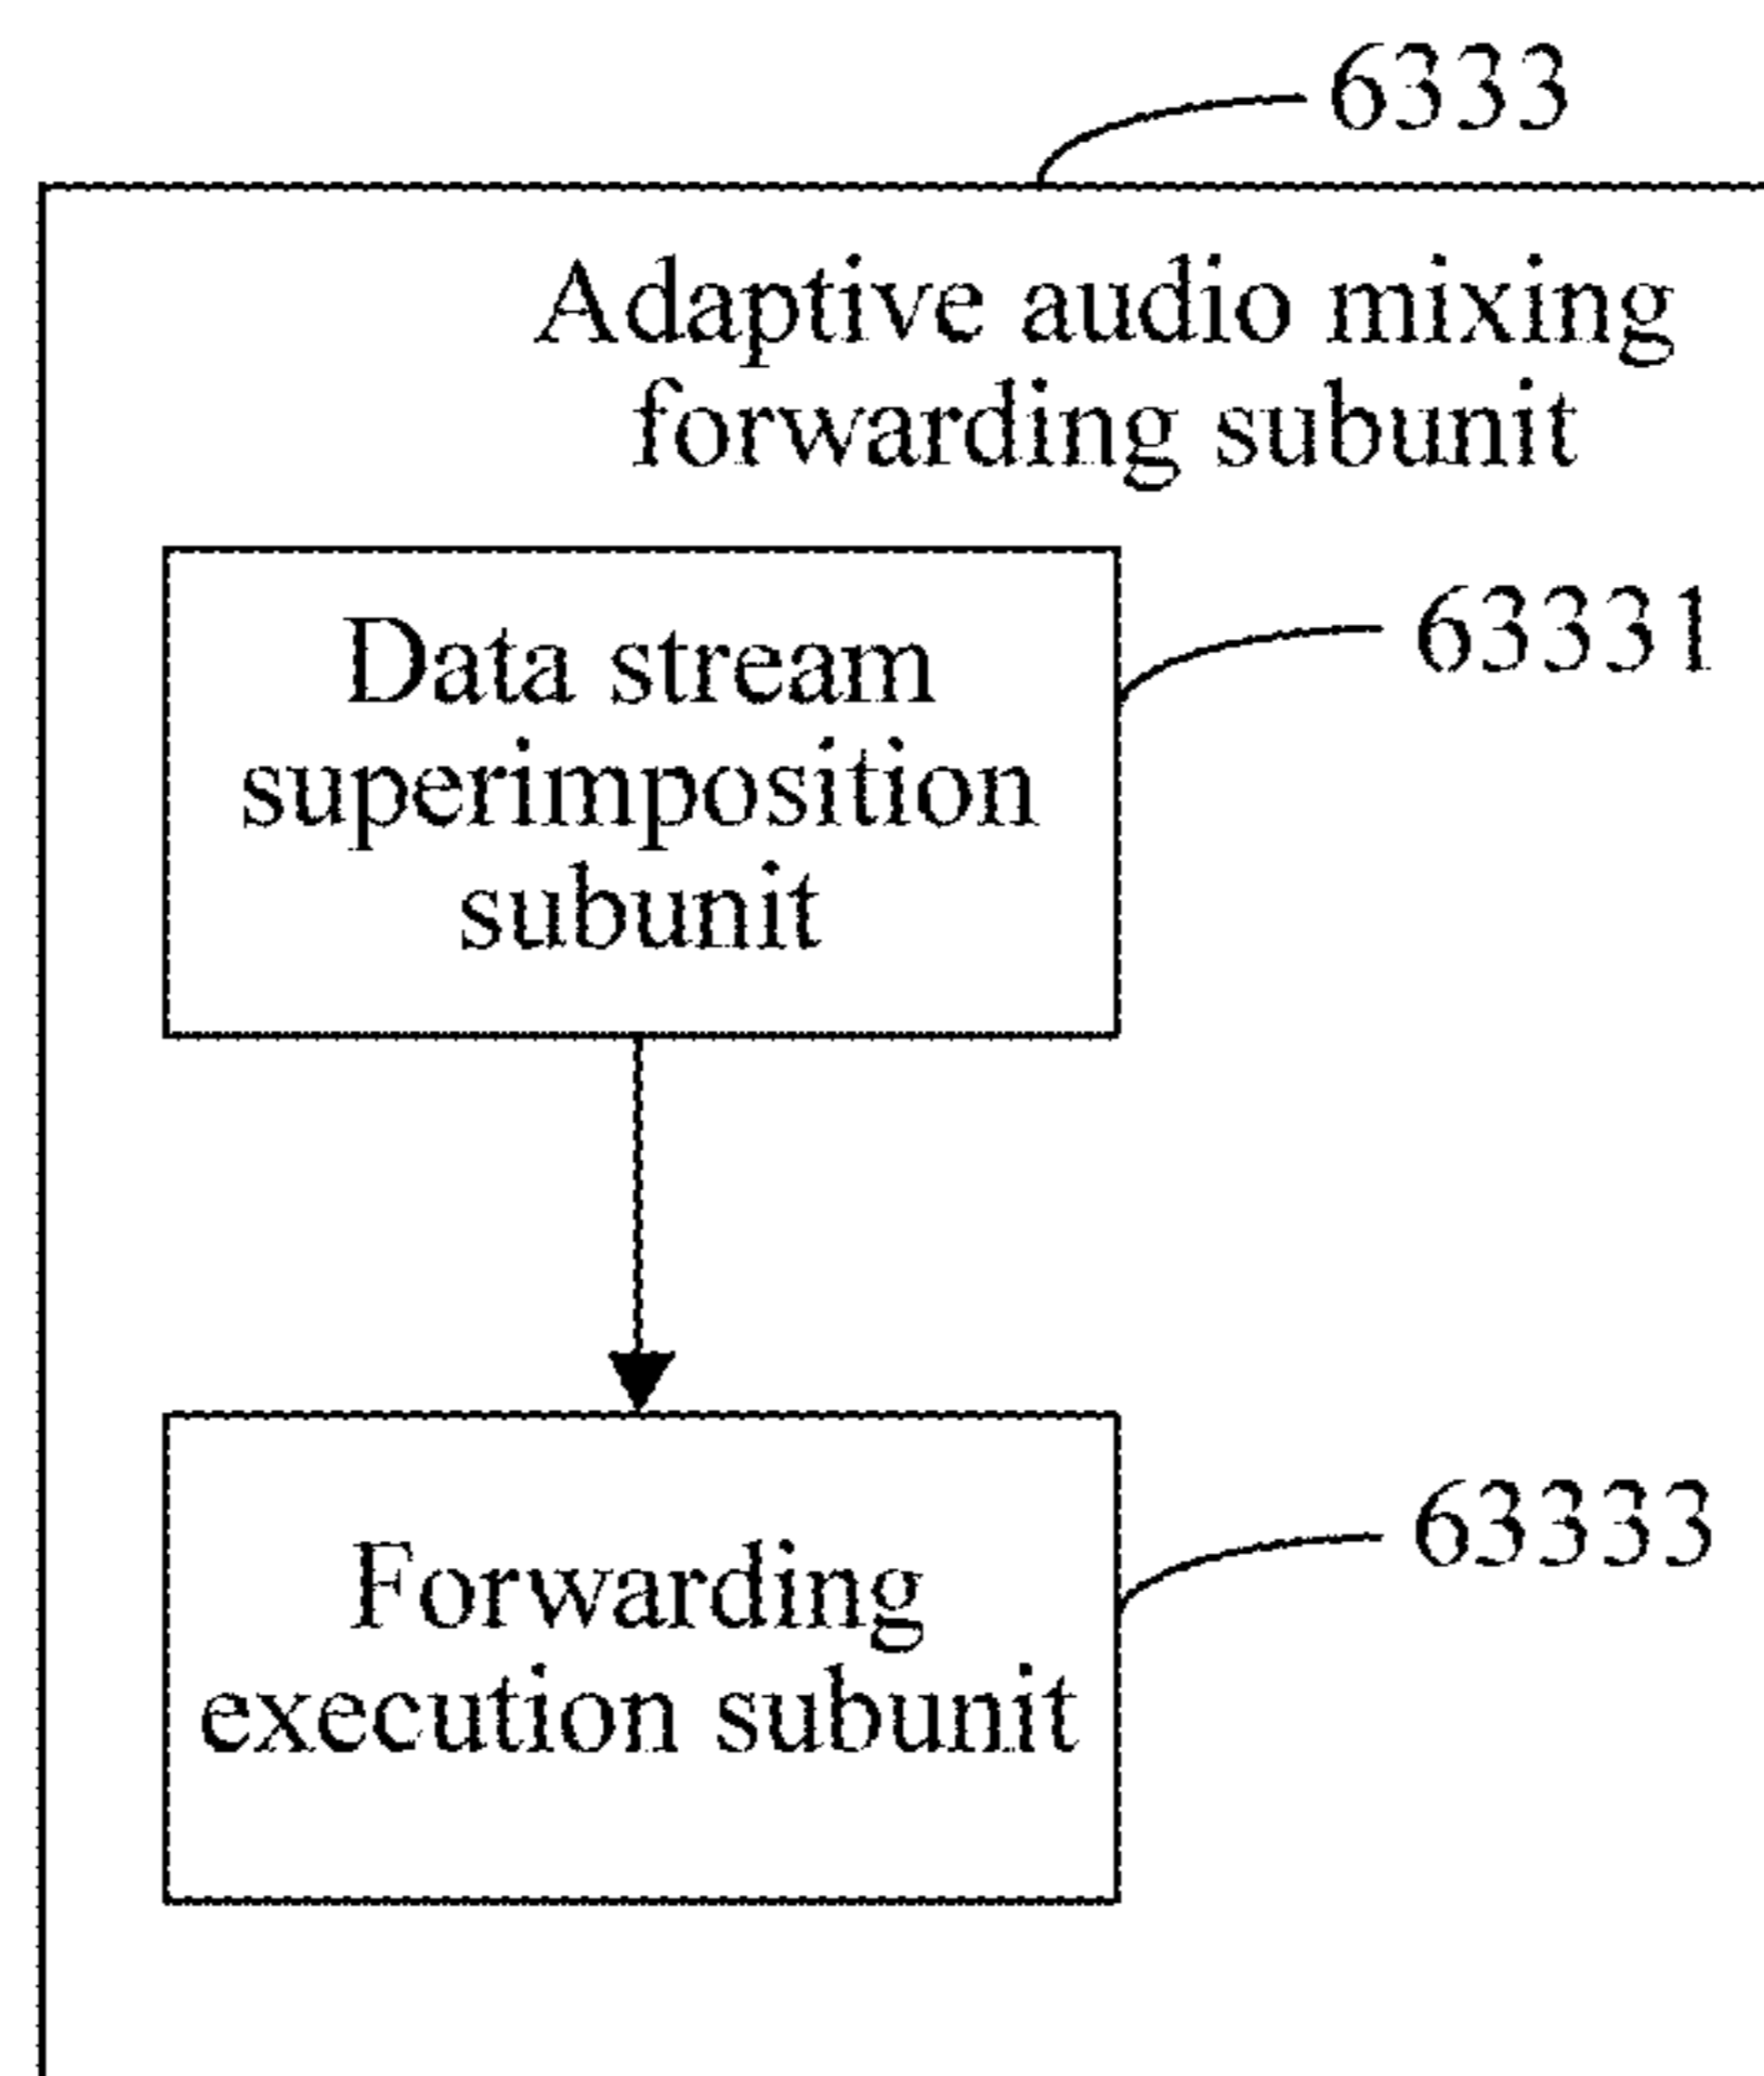 6333
Adaptive audio mixing
forwarding subunit
Data stream
superimposition
subunit
63331
Forwarding
execution subunit
63333